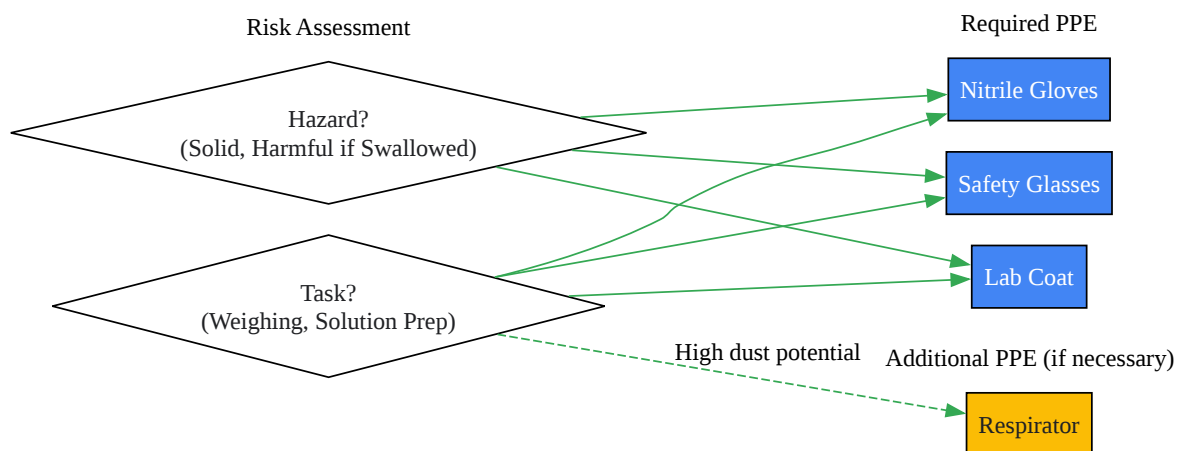 Risk Assessment
Required PPE
Hazard?
(Solid, Harmful if Swallowed)
Nitrile Gloves
Safety Glasses
Lab Coat
Task?
(Weighing, Solution Prep)
High dust potential
Additional PPE (if necessary)
Respirator